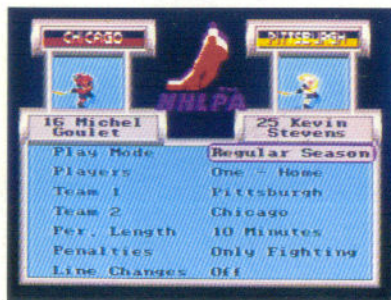 CHICAGO
PITTSBURGH
NHLPA
16 Michel
Goulet
25 Kevin
Stevens
Play Mode Regular Season
Players One - Home
Team 1 Pittsburgh
Team 2 Chicago
Per. Length 10 Minutes
Penalties Only Fighting
Line Changes Off